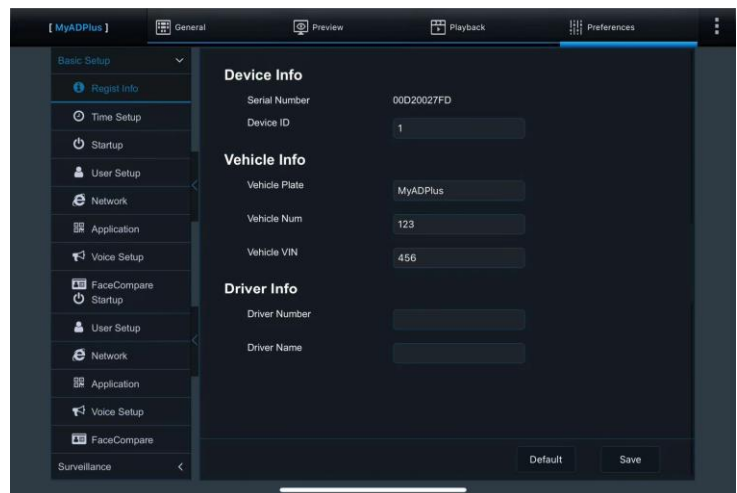 [ MyADPlus ] General Preview Playback Preferences
Basic Setup
Regist Info
Time Setup
Startup
User Setup
Network
Application
Voice Setup
FaceCompare
Startup
User Setup
Network
Application
Voice Setup
FaceCompare
Surveillance
Device Info
Serial Number 00D20027FD
Device ID 1
Vehicle Info
Vehicle Plate MyADPlus
Vehicle Num 123
Vehicle VIN 456
Driver Info
Driver Number
Driver Name
Default Save